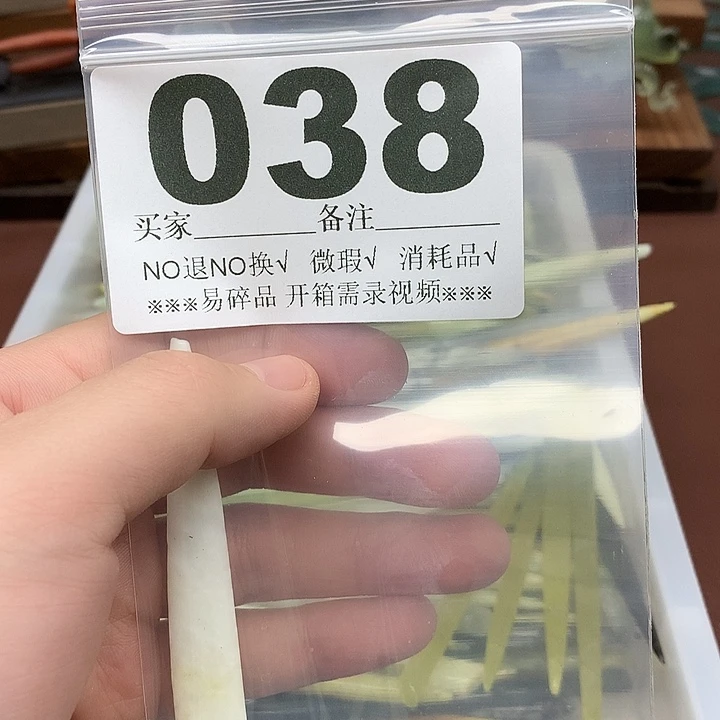 038
买家________备注________
NO退NO换√ 微瑕√ 消耗品√
※※※易碎品 开箱需录视频※※※